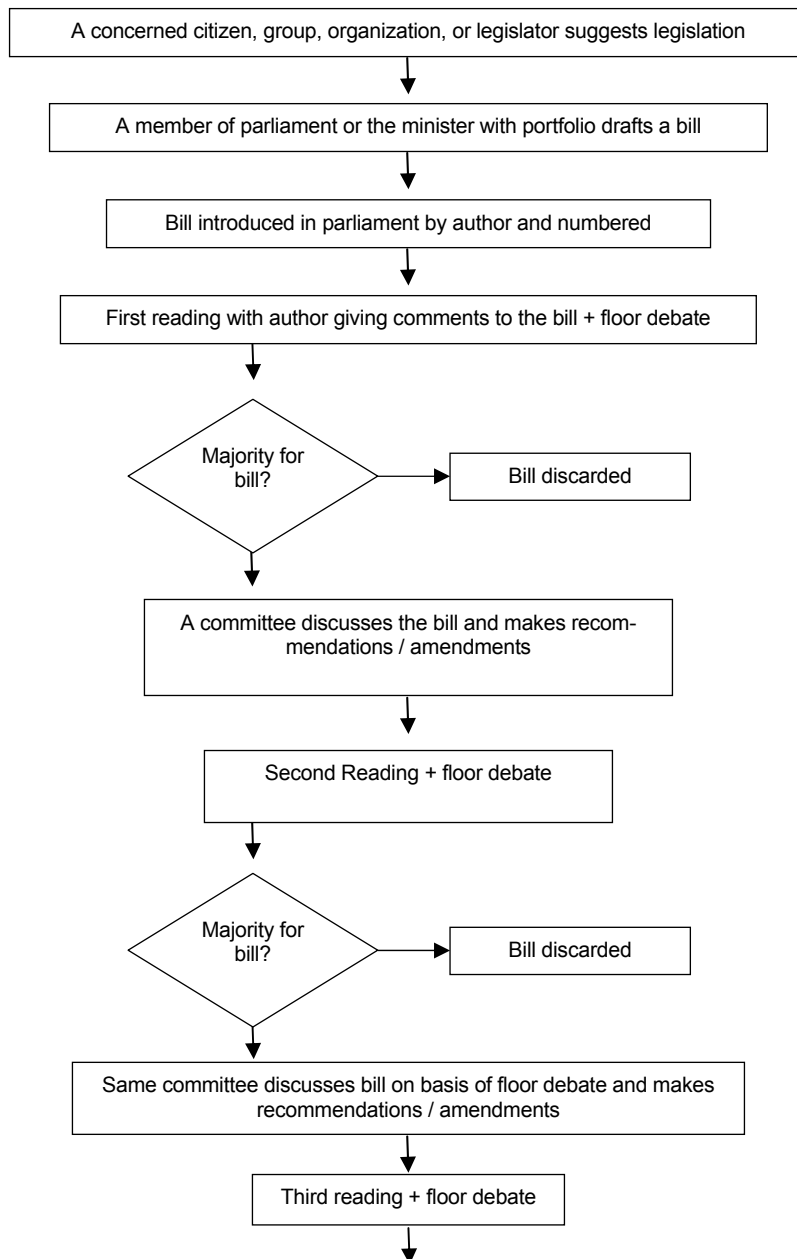 A concerned citizen, group, organization, or legislator suggests legislation
A member of parliament or the minister with portfolio drafts a bill
Bill introduced in parliament by author and numbered
First reading with author giving comments to the bill + floor debate
Majority for
bill?
Bill discarded
A committee discusses the bill and makes recom-
mendations / amendments
Second Reading + floor debate
Majority for
bill?
Bill discarded
Same committee discusses bill on basis of floor debate and makes
recommendations / amendments
Third reading + floor debate